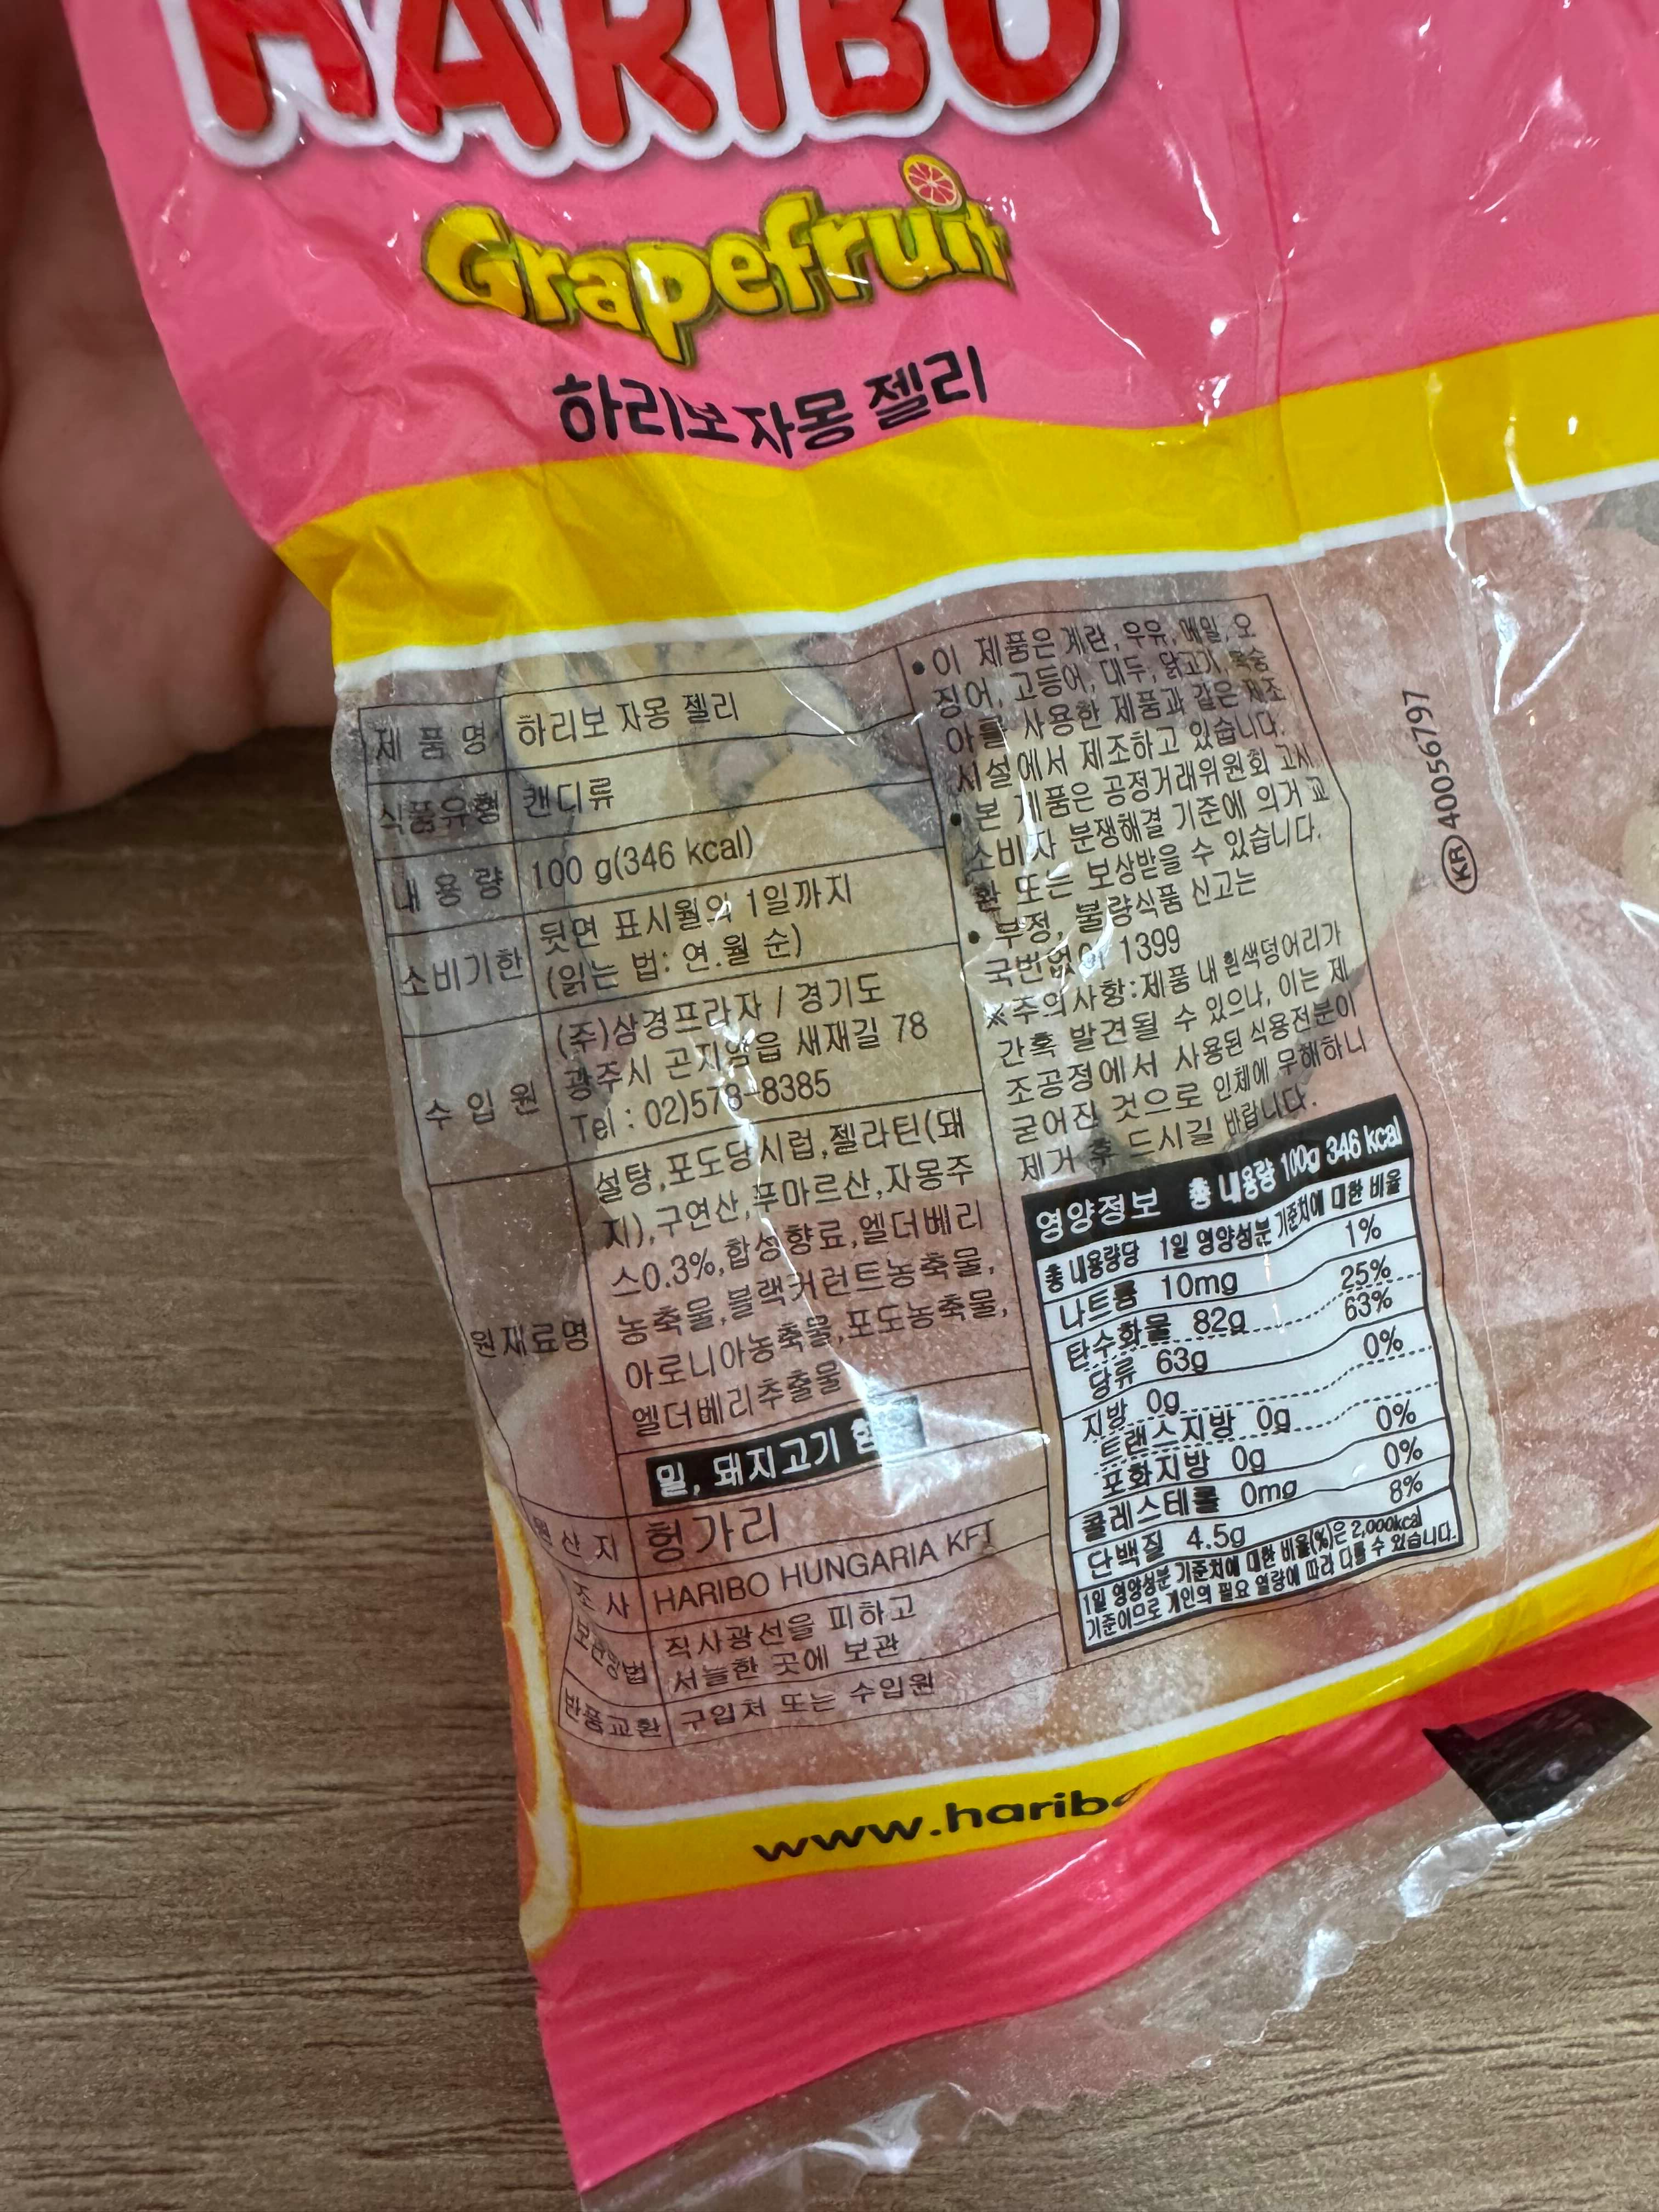 HARIBO
Grapefruit
하리보 자몽 젤리
제 품 명 하리보 자몽 젤리
식품유형 캔디류
내 용 량 100 g(346 kcal)
소비기한 뒷면 표시월의 1일까지
(읽는 법: 연.월 순)
수 입 원 (주)삼경프라자 / 경기도
광주시 곤지암읍 새재길 78
Tel : 02)578-8385
원재료명 설탕,포도당시럽,젤라틴(돼
지),구연산,푸마르산,자몽주
스0.3%,합성향료,엘더베리
농축물,블랙커런트농축물,
아로니아농축물,포도농축물,
엘더베리추출물
밀, 돼지고기
원 산 지 헝가리
조 사 HARIBO HUNGARIA KFT
보관방법 직사광선을 피하고
서늘한 곳에 보관
반품교환 구입처 또는 수입원
• 이 제품은 계란, 우유, 메밀, 오
징어, 고등어, 대두, 닭고기, 복숭
아를 사용한 제품과 같은 제조
시설에서 제조하고 있습니다.
• 본 제품은 공정거래위원회 고시
소비자 분쟁해결 기준에 의거 교
환 또는 보상받을 수 있습니다.
• 부정, 불량식품 신고는
국번없이 1399
※주의사항:제품 내 흰색덩어리가
간혹 발견될 수 있으나, 이는 제
조공정에서 사용된 식용전분이
굳어진 것으로 인체에 무해하니
제거 후 드시길 바랍니다.
영양정보 총 내용량 100g 346 kcal
총 내용량당 1일 영양성분 기준치에 대한 비율
나트륨 10mg 1%
탄수화물 82g 25%
당류 63g 63%
지방 0g 0%
트랜스지방 0g
포화지방 0g 0%
콜레스테롤 0mg 0%
단백질 4.5g 8%
1일 영양성분 기준치에 대한 비율(%)은 2,000kcal
기준이므로 개인의 필요 열량에 따라 다를 수 있습니다.
KR 40056797
www.haribo